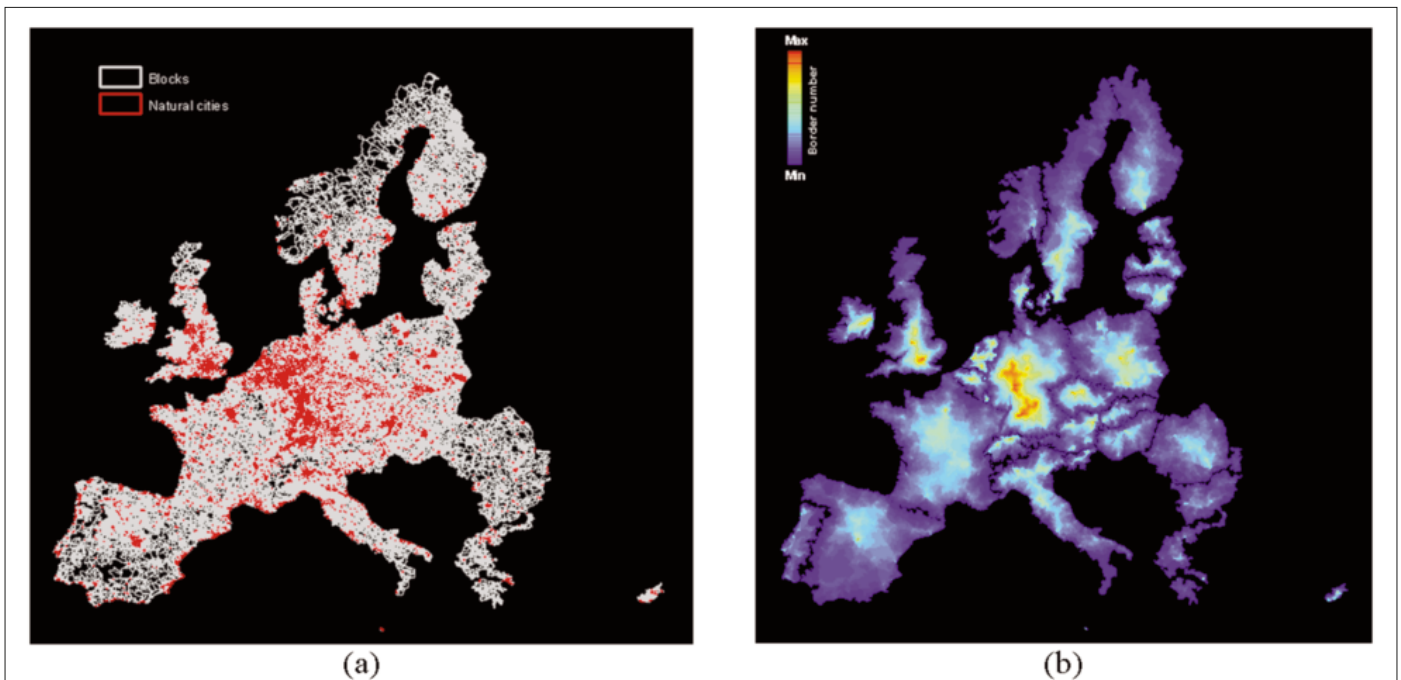 Blocks
Natural cities
(a)
Max
Border number
Min
(b)